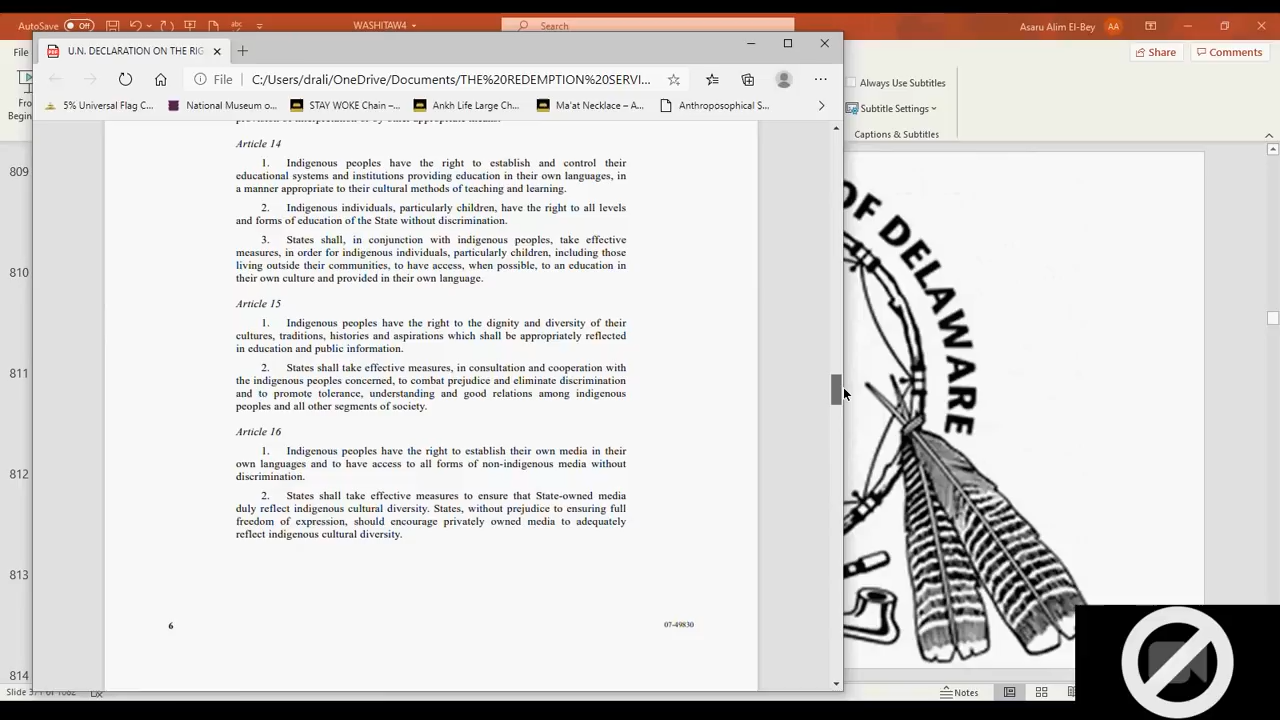 AutoSave
Off
WASHITAW4
Search
Asaru Alim El-Bey
AA
File
Share
Comments
U.N. DECLARATION ON THE RIG
File
C:/Users/drali/OneDrive/Documents/THE%20REDEMPTION%20SERVI...
5% Universal Flag C...
National Museum o...
STAY WOKE Chain –...
Ankh Life Large Ch...
Ma'at Necklace – A...
Anthroposophical S...
Fro
Begin
Always Use Subtitles
Subtitle Settings
Captions & Subtitles
809
810
811
812
813
814
Article 14
1. Indigenous peoples have the right to establish and control their
educational systems and institutions providing education in their own languages, in
a manner appropriate to their cultural methods of teaching and learning.
2. Indigenous individuals, particularly children, have the right to all levels
and forms of education of the State without discrimination.
3. States shall, in conjunction with indigenous peoples, take effective
measures, in order for indigenous individuals, particularly children, including those
living outside their communities, to have access, when possible, to an education in
their own culture and provided in their own language.
Article 15
1. Indigenous peoples have the right to the dignity and diversity of their
cultures, traditions, histories and aspirations which shall be appropriately reflected
in education and public information.
2. States shall take effective measures, in consultation and cooperation with
the indigenous peoples concerned, to combat prejudice and eliminate discrimination
and to promote tolerance, understanding and good relations among indigenous
peoples and all other segments of society.
Article 16
1. Indigenous peoples have the right to establish their own media in their
own languages and to have access to all forms of non-indigenous media without
discrimination.
2. States shall take effective measures to ensure that State-owned media
duly reflect indigenous cultural diversity. States, without prejudice to ensuring full
freedom of expression, should encourage privately owned media to adequately
reflect indigenous cultural diversity.
6
07-49830
OF DELAWARE
Notes